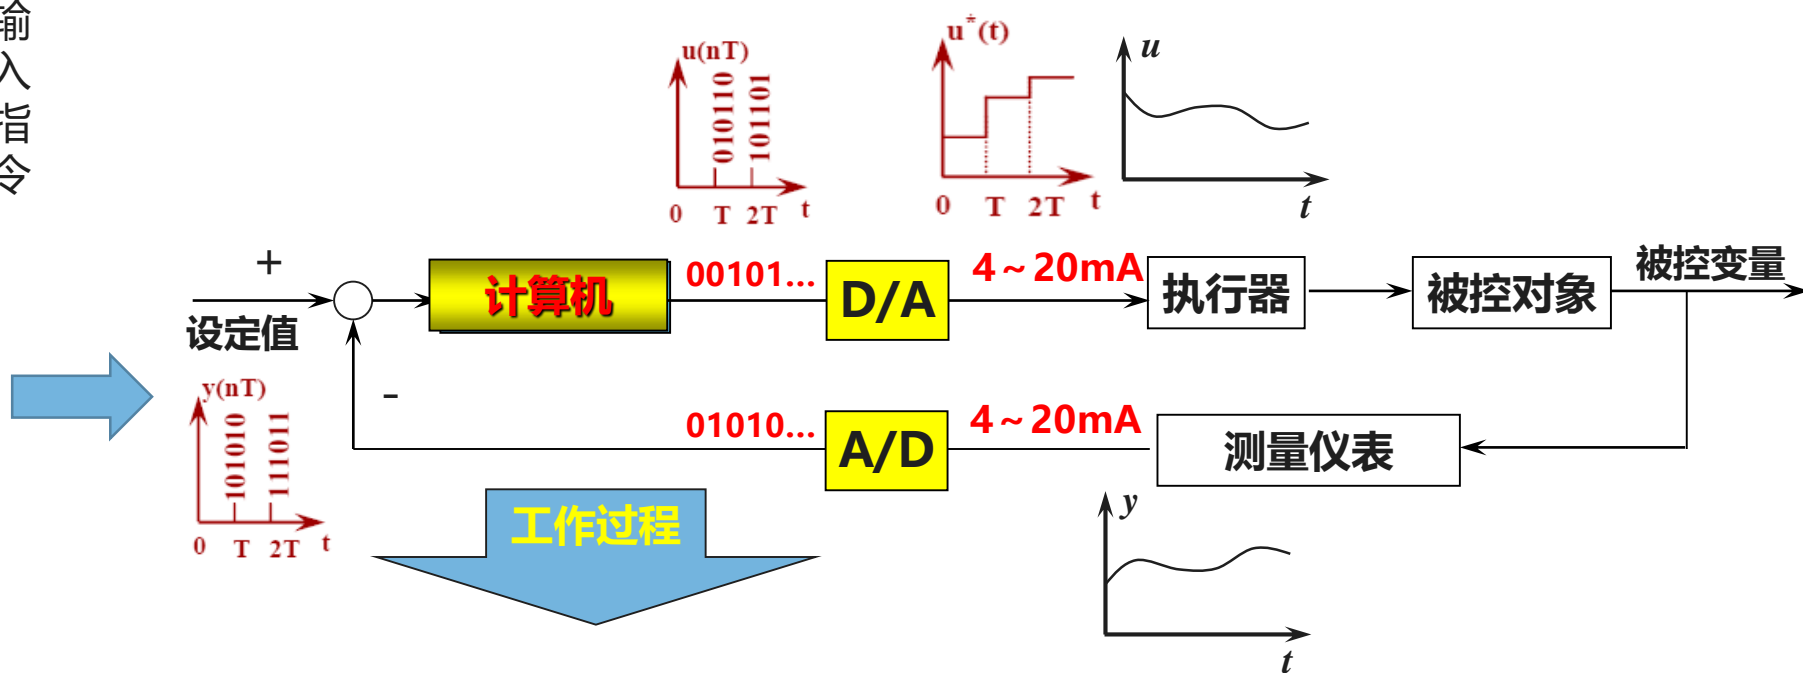 输
入
指
令
u(nT)
010110
101101
0 T 2T t
u*(t)
0 T 2T t
u
t
+
设定值
计算机
00101...
D/A
4～20mA
执行器
被控对象
被控变量
-
01010...
A/D
4～20mA
测量仪表
y(nT)
101010
111011
0 T 2T t
工作过程
y
t